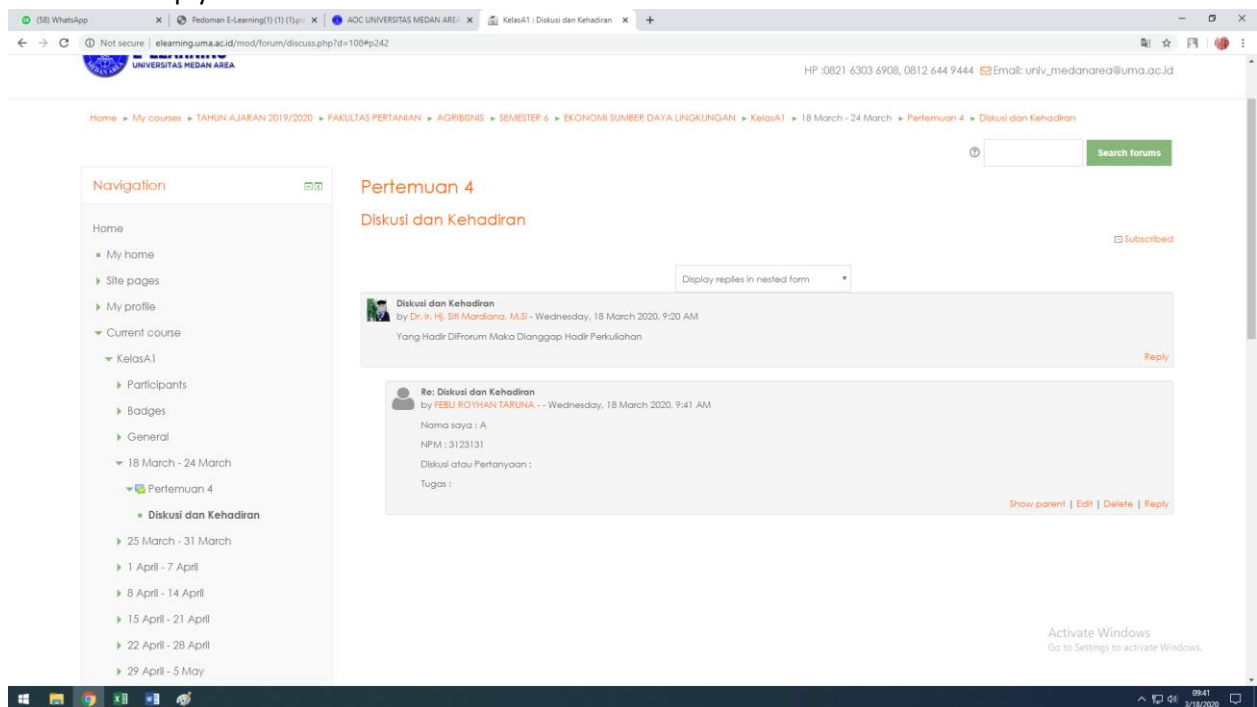 (58) WhatsApp
Pedoman E-Learning(1) (1) (1).pd
AOC UNIVERSITAS MEDAN AREA
KelasA1 : Diskusi dan Kehadiran
Not secure | elearning.uma.ac.id/mod/forum/discuss.php?d=108#p242
UNIVERSITAS MEDAN AREA
HP :0821 6303 6908, 0812 644 9444 Email: univ_medanarea@uma.ac.id
Home ▸ My courses ▸ TAHUN AJARAN 2019/2020 ▸ FAKULTAS PERTANIAN ▸ AGRIBISNIS ▸ SEMESTER 6 ▸ EKONOMI SUMBER DAYA LINGKUNGAN ▸ KelasA1 ▸ 18 March - 24 March ▸ Pertemuan 4 ▸ Diskusi dan Kehadiran
Search forums
Navigation
Home
My home
Site pages
My profile
Current course
KelasA1
Participants
Badges
General
18 March - 24 March
Pertemuan 4
Diskusi dan Kehadiran
25 March - 31 March
1 April - 7 April
8 April - 14 April
15 April - 21 April
22 April - 28 April
29 April - 5 May
Pertemuan 4
Diskusi dan Kehadiran
Subscribed
Display replies in nested form
Diskusi dan Kehadiran
by Dr. Ir. Hj. Siti Mardiana, M.Si - Wednesday, 18 March 2020, 9:20 AM
Yang Hadir DiFrorum Maka Dianggap Hadir Perkuliahan
Reply
Re: Diskusi dan Kehadiran
by FEBLI ROYHAN TARUNA - - Wednesday, 18 March 2020, 9:41 AM
Nama saya : A
NPM : 3123131
Diskusi atau Pertanyaan :
Tugas :
Show parent | Edit | Delete | Reply
Activate Windows
Go to Settings to activate Windows.
09:41
3/18/2020